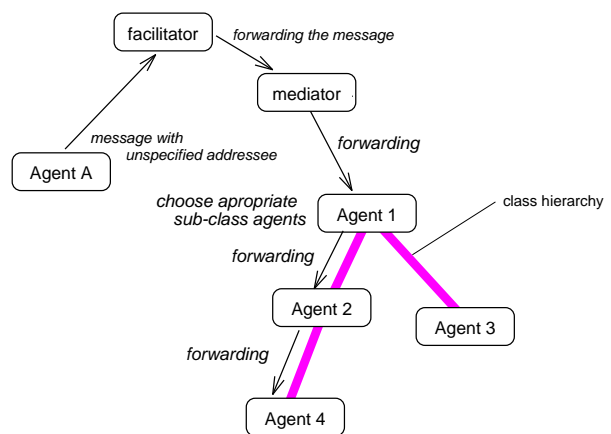 facilitator
forwarding the message
mediator
message with
unspecified addressee
Agent A
forwarding
choose apropriate
sub-class agents
Agent 1
class hierarchy
forwarding
Agent 2
Agent 3
forwarding
Agent 4